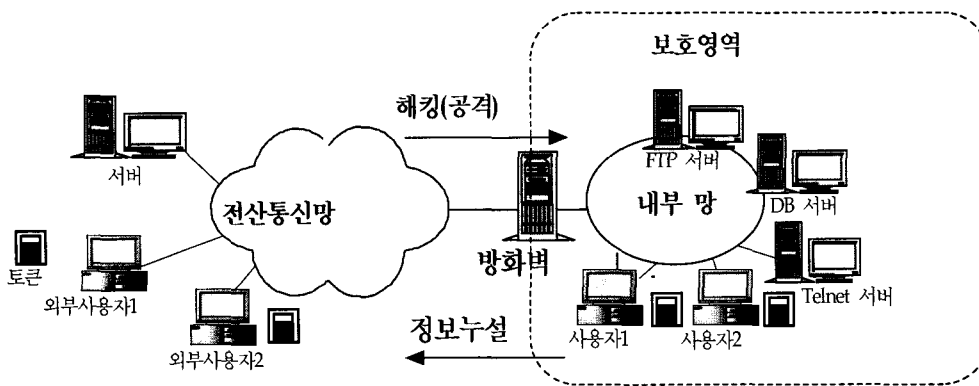 보호영역
해킹(공격)
서버
FTP 서버
전산통신망
내부 망
DB 서버
방화벽
토큰
외부사용자1
Telnet 서버
외부사용자2
정보누설
사용자1
사용자2